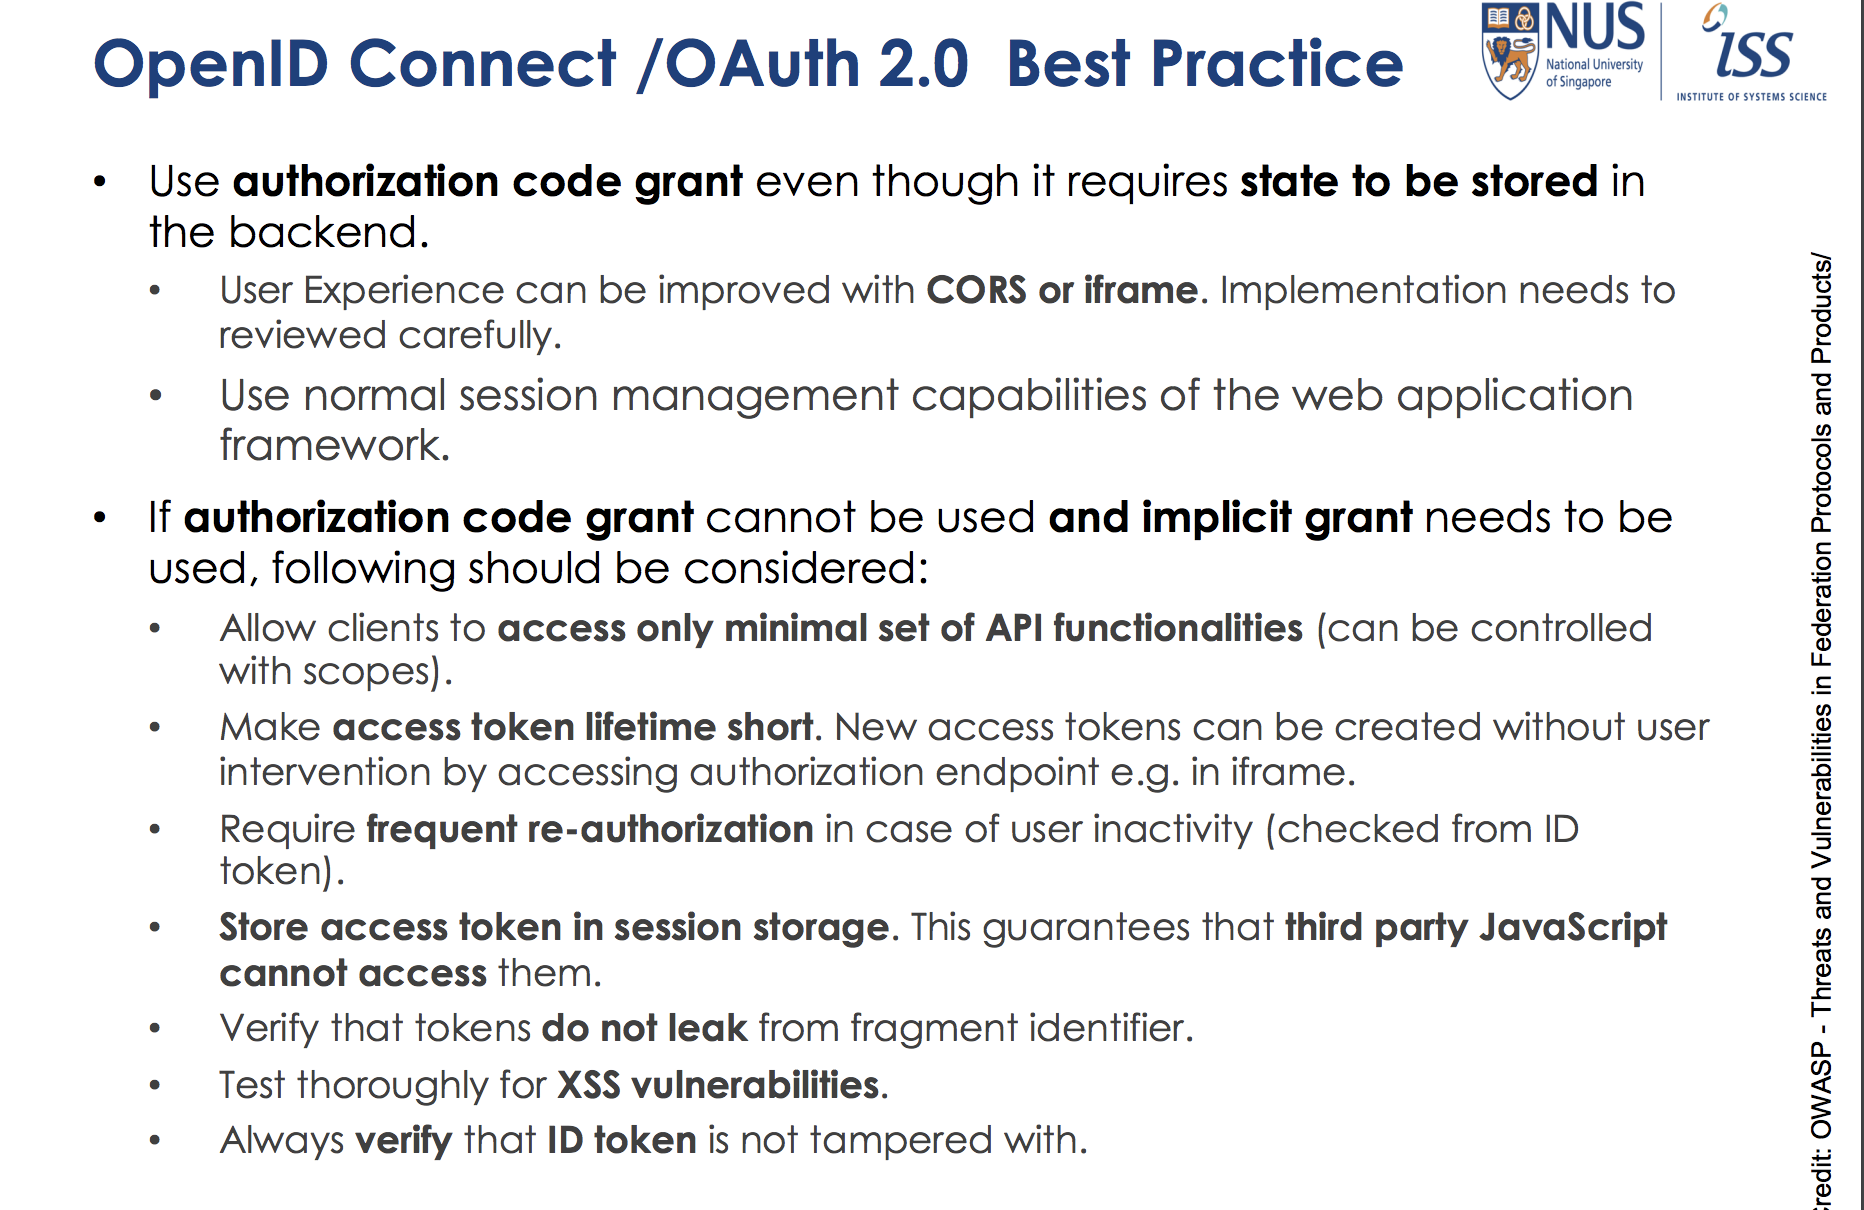 OpenID Connect /OAuth 2.0 Best Practice
NUS
National University
of Singapore
ISS
INSTITUTE OF SYSTEMS SCIENCE
• Use authorization code grant even though it requires state to be stored in
the backend.
• User Experience can be improved with CORS or iframe. Implementation needs to
reviewed carefully.
• Use normal session management capabilities of the web application
framework.
• If authorization code grant cannot be used and implicit grant needs to be
used, following should be considered:
• Allow clients to access only minimal set of API functionalities (can be controlled
with scopes).
• Make access token lifetime short. New access tokens can be created without user
intervention by accessing authorization endpoint e.g. in iframe.
• Require frequent re-authorization in case of user inactivity (checked from ID
token).
• Store access token in session storage. This guarantees that third party JavaScript
cannot access them.
• Verify that tokens do not leak from fragment identifier.
• Test thoroughly for XSS vulnerabilities.
• Always verify that ID token is not tampered with.
redit: OWASP - Threats and Vulnerabilities in Federation Protocols and Products/